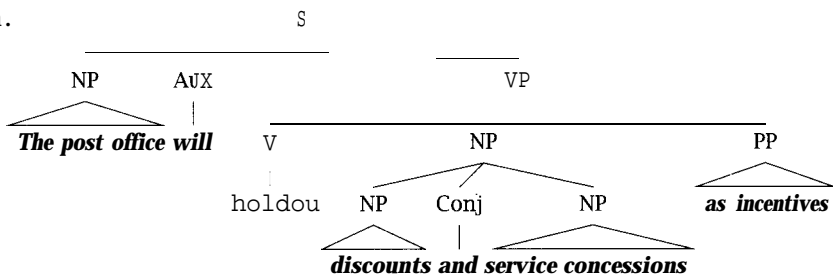 . S
NP AUX VP
The post office will V NP PP
holdou NP Conj NP as incentives
discounts and service concessions